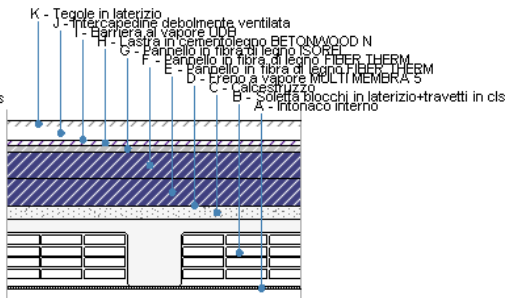 K - Tegole in laterizio
J - Intercapedine debolmente ventilata
I - Barriera al vapore UDB
H - Lastra in cementolegno BETONWOOD N
G - Pannello in fibra di legno ISOREL
F - Pannello in fibra di legno FIBER THERM
E - Pannello in fibra di legno FIBER THERM
D - Freno a vapore MULTI MEMBRA 5
C - Calcestruzzo
B - Soletta blocchi in laterizio+travetti in cls
s
A - Intonaco interno